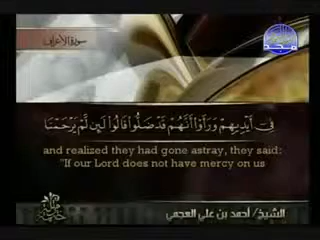 سورة الأعراف
فِىٓ أَيْدِيهِمْ وَرَأَوْا۟ أَنَّهُمْ قَدْ ضَلُّوا۟ قَالُوا۟ لَئِن لَّمْ يَرْحَمْنَا
and realized they had gone astray, they said:
"If our Lord does not have mercy on us
الشيخ/ أحمد بن علي العجمي